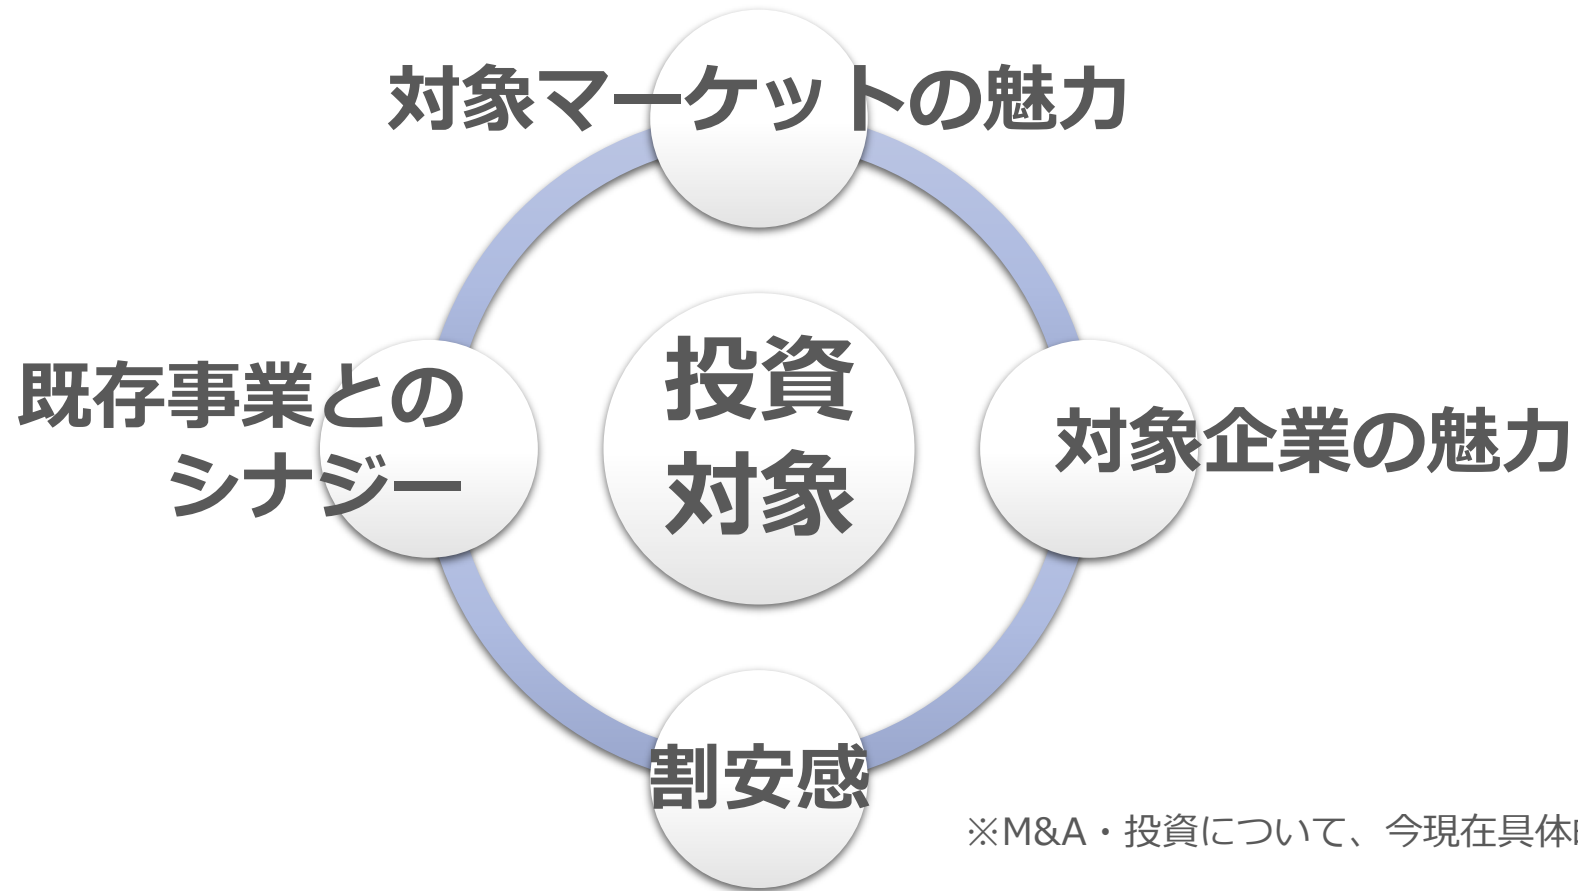 対象マーケットの魅力
既存事業との
シナジー
投資
対象
対象企業の魅力
割安感
※M&A・投資について、今現在具体